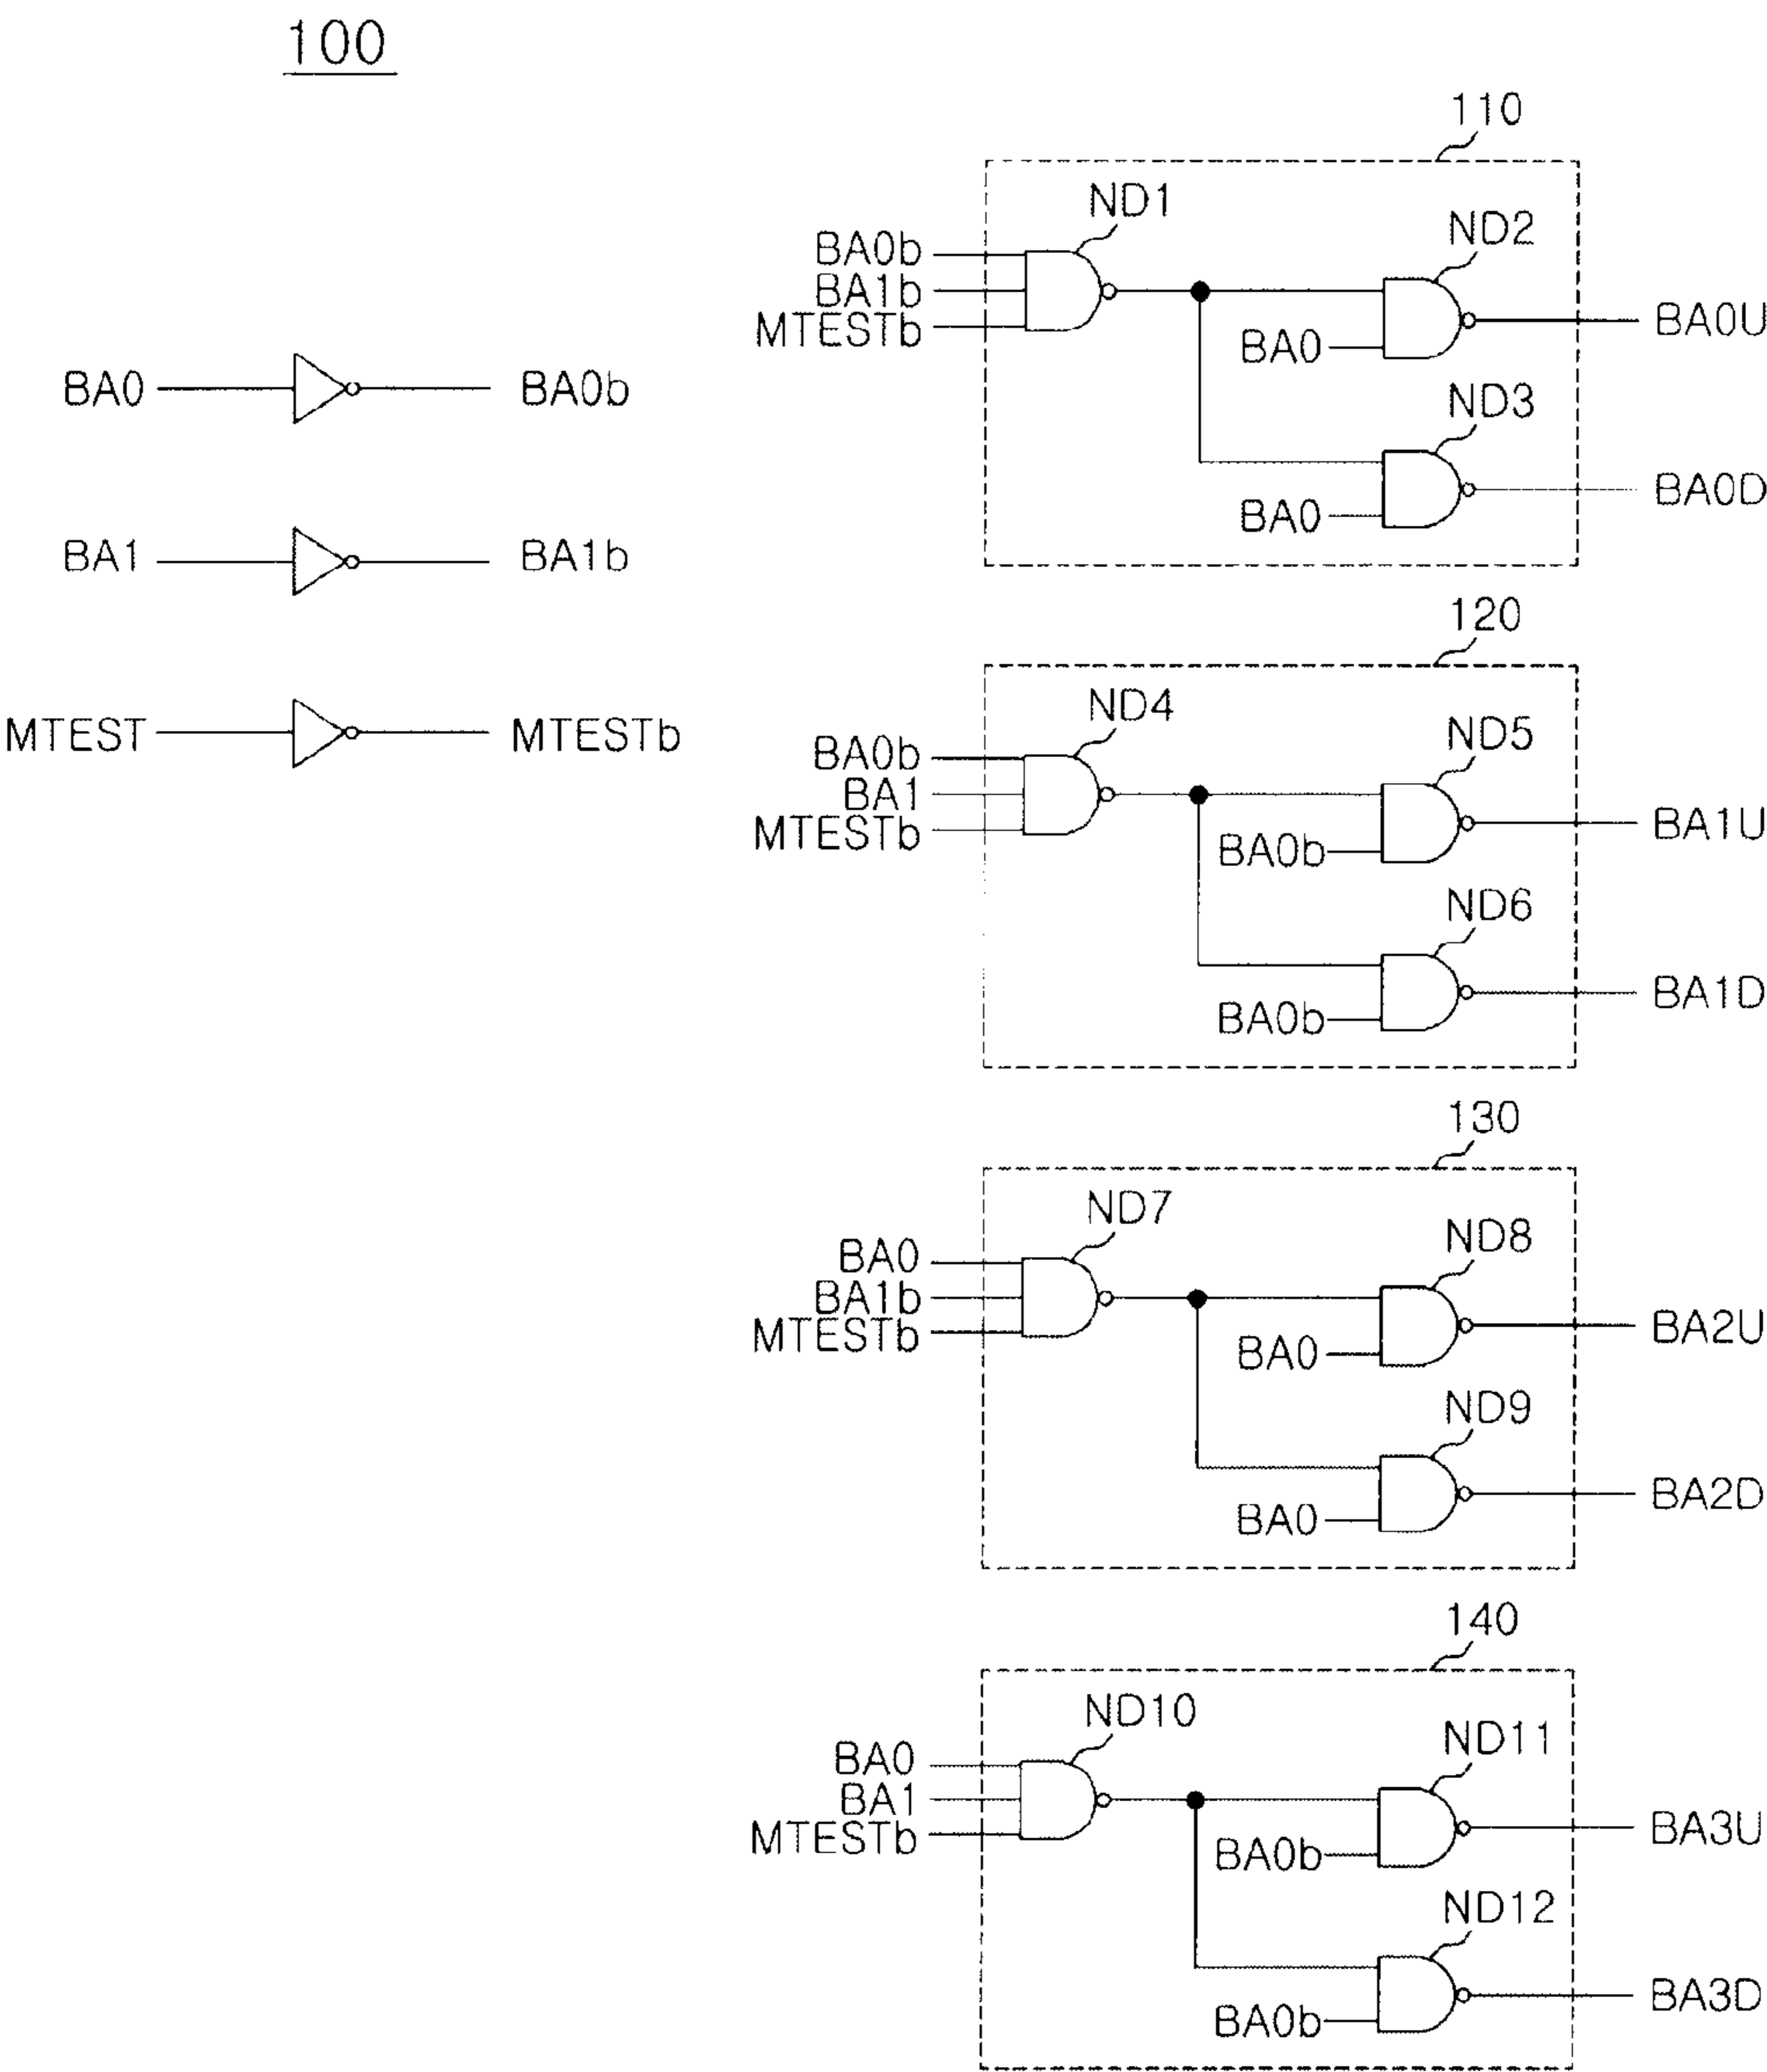 100
BA0 BA0b
BA1 BA1b
MTEST MTESTb
110
ND1
BA0b
BA1b
MTESTb
ND2
BA0
BA0U
ND3
BA0
BA0D
120
ND4
BA0b
BA1
MTESTb
ND5
BA0b
BA1U
ND6
BA0b
BA1D
130
ND7
BA0
BA1b
MTESTb
ND8
BA0
BA2U
ND9
BA0
BA2D
140
ND10
BA0
BA1
MTESTb
ND11
BA0b
BA3U
ND12
BA0b
BA3D